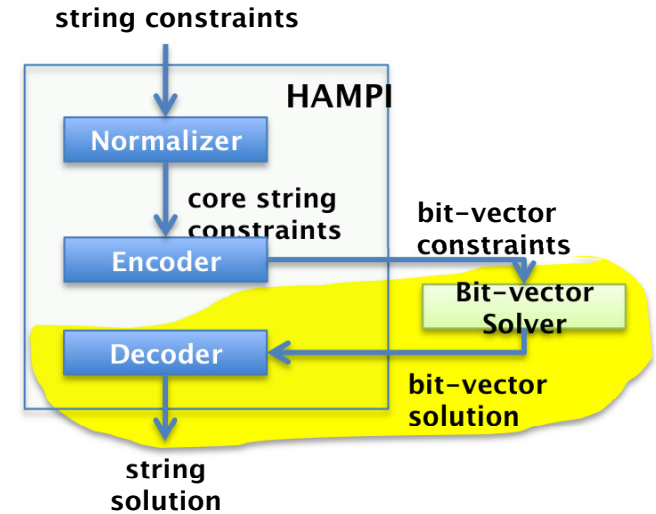 string constraints
HAMPI
Normalizer
core string
constraints
bit-vector
constraints
Encoder
Bit-vector
Solver
Decoder
bit-vector
solution
string
solution